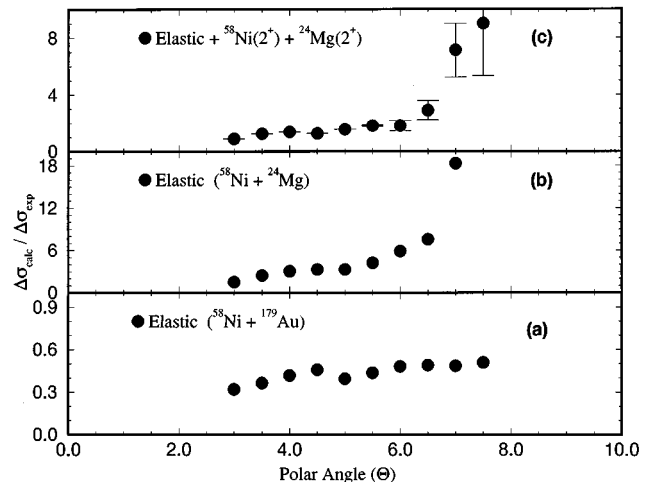 8
Elastic + ⁵⁸Ni(2⁺) + ²⁴Mg(2⁺)
(c)
4
0
18
Elastic (⁵⁸Ni + ²⁴Mg)
(b)
12
6
0
Δσcalc / Δσexp
0.9
Elastic (⁵⁸Ni + ¹⁷⁹Au)
(a)
0.6
0.3
0.0
0.0 2.0 4.0 6.0 8.0 10.0
Polar Angle (Θ)